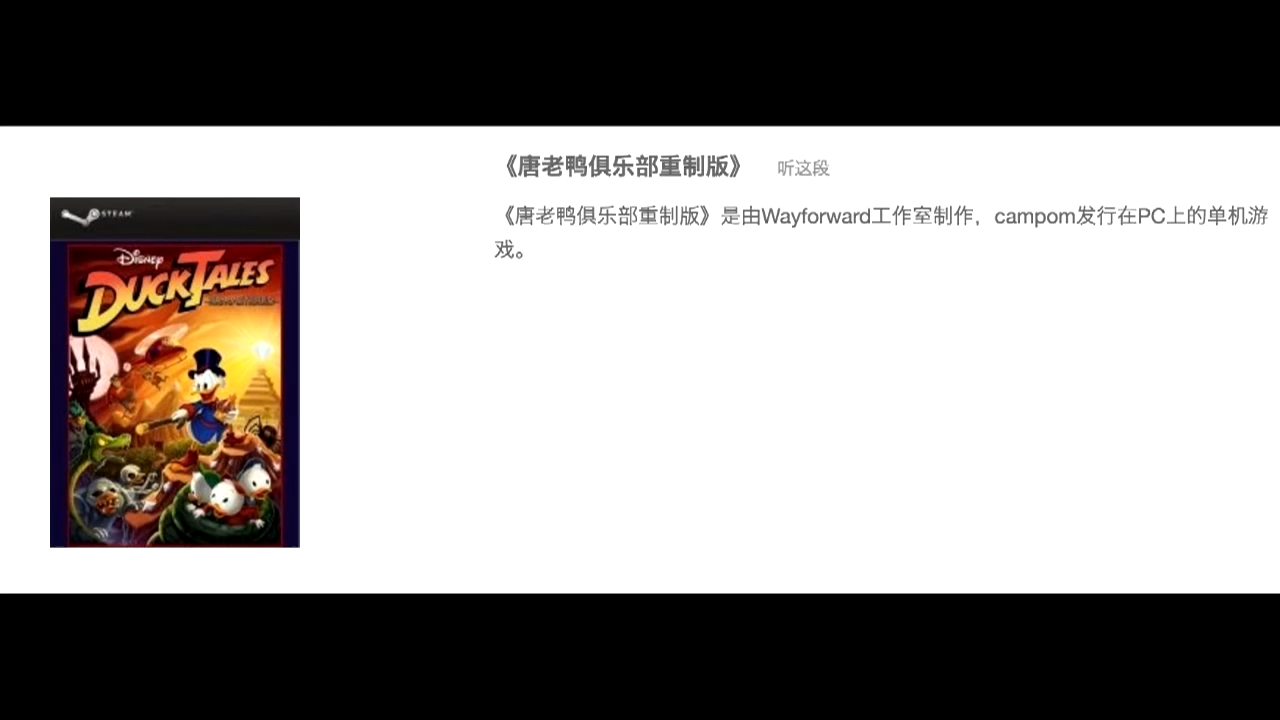 《唐老鸭俱乐部重制版》 听这段
《唐老鸭俱乐部重制版》是由Wayforward工作室制作，campom发行在PC上的单机游
戏。
STEAM
Disney
DUCKTALES